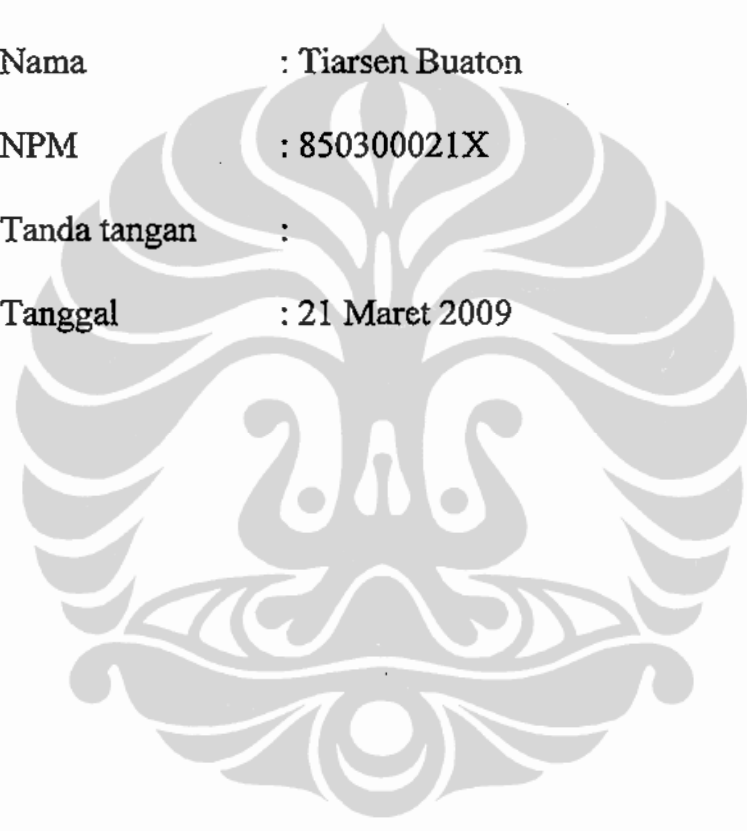 Nama : Tiarsen Buaton
NPM : 850300021X
Tanda tangan :
Tanggal : 21 Maret 2009